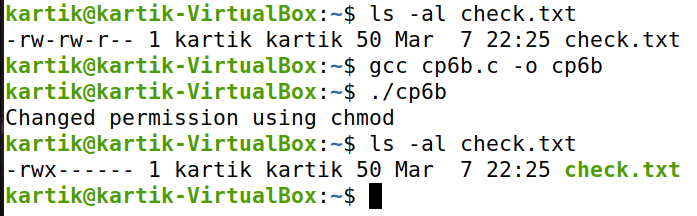 kartik@kartik-VirtualBox:~$ ls -al check.txt
-rw-rw-r-- 1 kartik kartik 50 Mar  7 22:25 check.txt
kartik@kartik-VirtualBox:~$ gcc cp6b.c -o cp6b
kartik@kartik-VirtualBox:~$ ./cp6b
Changed permission using chmod
kartik@kartik-VirtualBox:~$ ls -al check.txt
-rwx------ 1 kartik kartik 50 Mar  7 22:25 check.txt
kartik@kartik-VirtualBox:~$